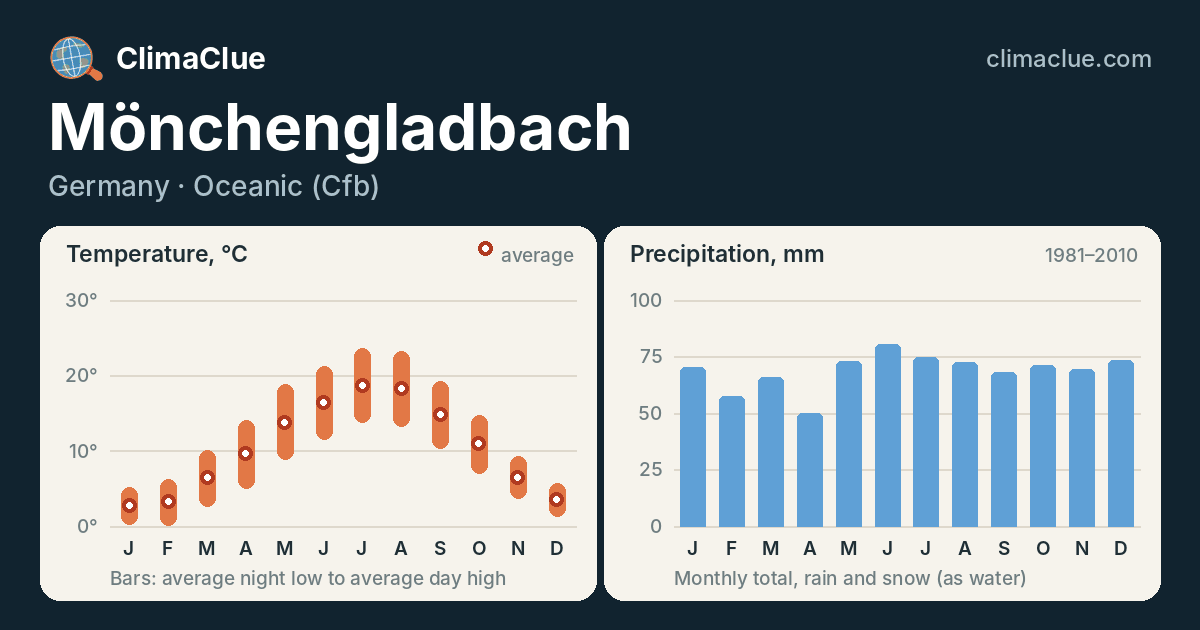 ClimaClue
climaclue.com
Mönchengladbach
Germany · Oceanic (Cfb)
Temperature, °C
average
30°
20°
10°
0°
J F M A M J J A S O N D
Bars: average night low to average day high
Precipitation, mm
1981–2010
100
75
50
25
0
J F M A M J J A S O N D
Monthly total, rain and snow (as water)